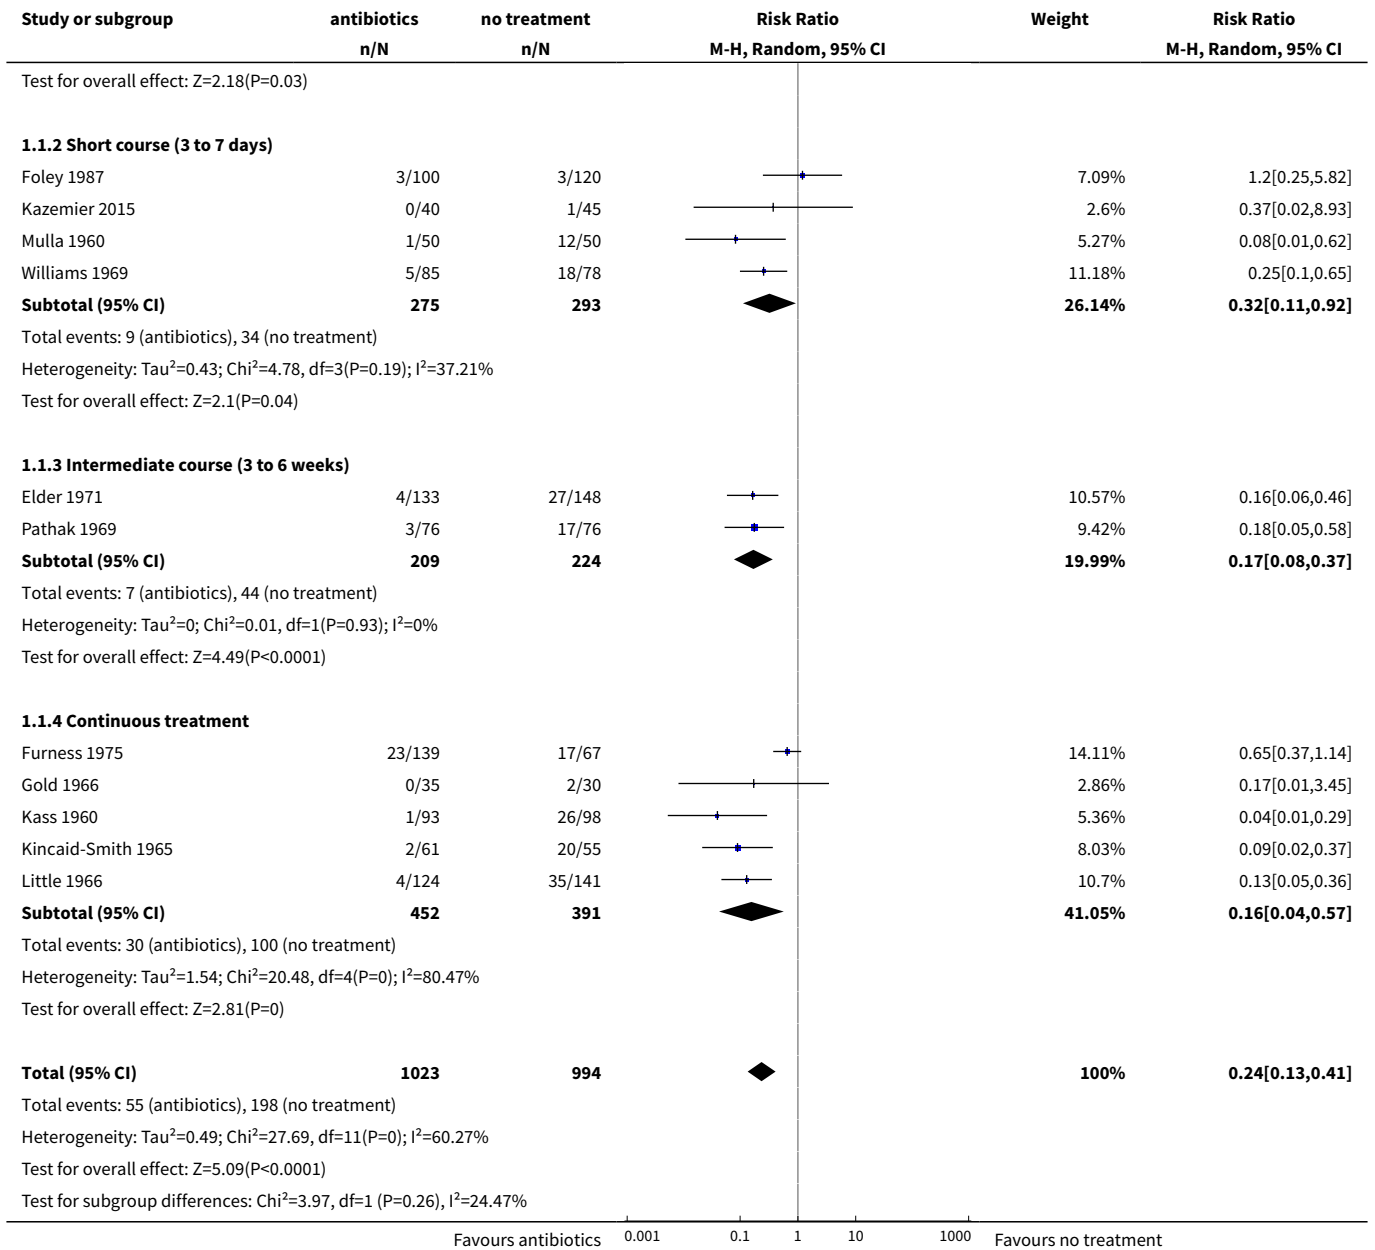 Study or subgroup antibiotics no treatment Risk Ratio Weight Risk Ratio
n/N n/N M-H, Random, 95% CI M-H, Random, 95% CI
Test for overall effect: Z=2.18(P=0.03)
1.1.2 Short course (3 to 7 days)
Foley 1987 3/100 3/120 7.09% 1.2[0.25,5.82]
Kazemier 2015 0/40 1/45 2.6% 0.37[0.02,8.93]
Mulla 1960 1/50 12/50 5.27% 0.08[0.01,0.62]
Williams 1969 5/85 18/78 11.18% 0.25[0.1,0.65]
Subtotal (95% CI) 275 293 26.14% 0.32[0.11,0.92]
Total events: 9 (antibiotics), 34 (no treatment)
Heterogeneity: Tau²=0.43; Chi²=4.78, df=3(P=0.19); I²=37.21%
Test for overall effect: Z=2.1(P=0.04)
1.1.3 Intermediate course (3 to 6 weeks)
Elder 1971 4/133 27/148 10.57% 0.16[0.06,0.46]
Pathak 1969 3/76 17/76 9.42% 0.18[0.05,0.58]
Subtotal (95% CI) 209 224 19.99% 0.17[0.08,0.37]
Total events: 7 (antibiotics), 44 (no treatment)
Heterogeneity: Tau²=0; Chi²=0.01, df=1(P=0.93); I²=0%
Test for overall effect: Z=4.49(P<0.0001)
1.1.4 Continuous treatment
Furness 1975 23/139 17/67 14.11% 0.65[0.37,1.14]
Gold 1966 0/35 2/30 2.86% 0.17[0.01,3.45]
Kass 1960 1/93 26/98 5.36% 0.04[0.01,0.29]
Kincaid-Smith 1965 2/61 20/55 8.03% 0.09[0.02,0.37]
Little 1966 4/124 35/141 10.7% 0.13[0.05,0.36]
Subtotal (95% CI) 452 391 41.05% 0.16[0.04,0.57]
Total events: 30 (antibiotics), 100 (no treatment)
Heterogeneity: Tau²=1.54; Chi²=20.48, df=4(P=0); I²=80.47%
Test for overall effect: Z=2.81(P=0)
Total (95% CI) 1023 994 100% 0.24[0.13,0.41]
Total events: 55 (antibiotics), 198 (no treatment)
Heterogeneity: Tau²=0.49; Chi²=27.69, df=11(P=0); I²=60.27%
Test for overall effect: Z=5.09(P<0.0001)
Test for subgroup differences: Chi²=3.97, df=1 (P=0.26), I²=24.47%
Favours antibiotics 0.001 0.1 1 10 1000 Favours no treatment